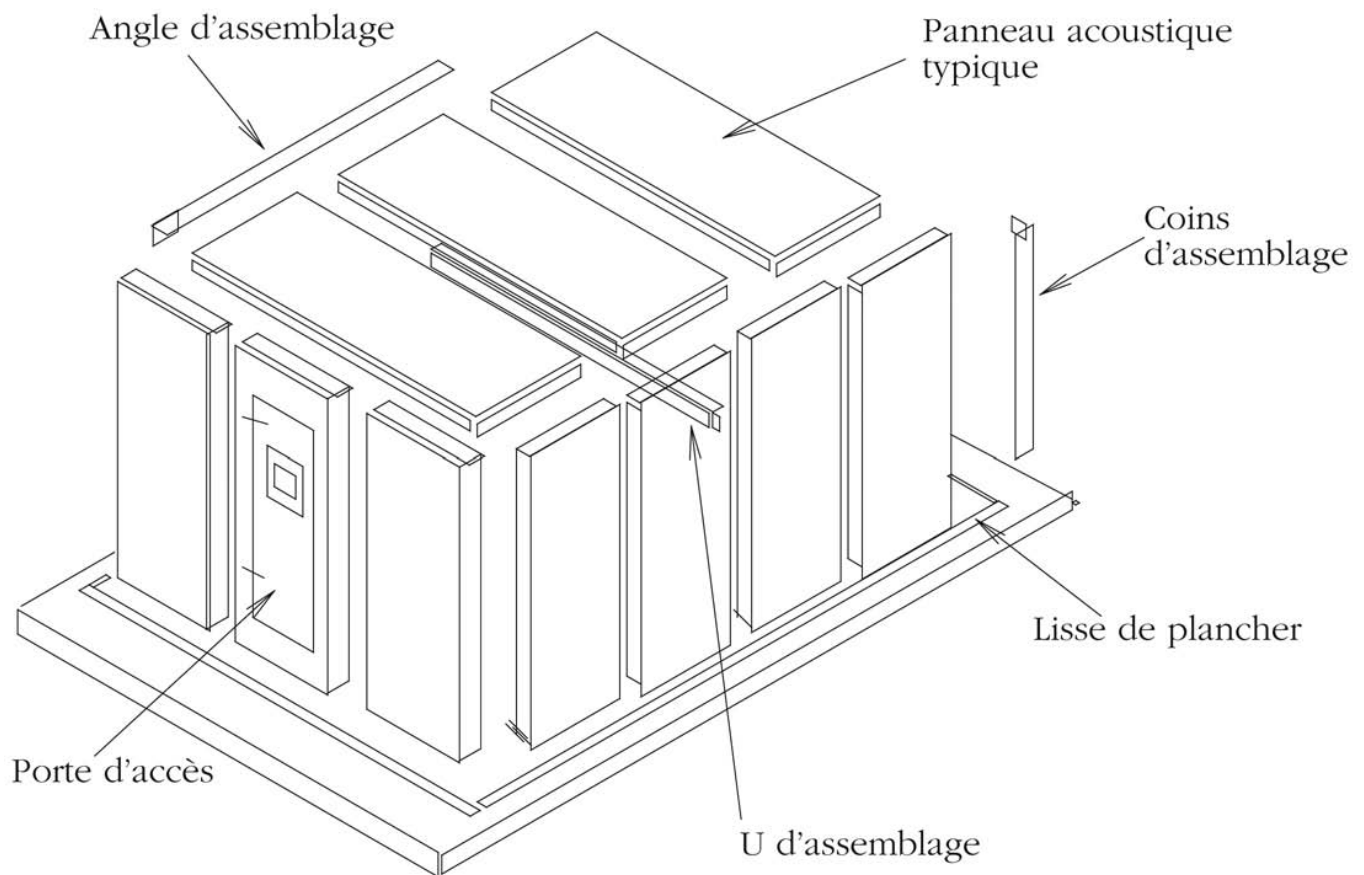 Angle d'assemblage
Panneau acoustique
typique
Coins
d'assemblage
Lisse de plancher
Porte d'accès
U d'assemblage